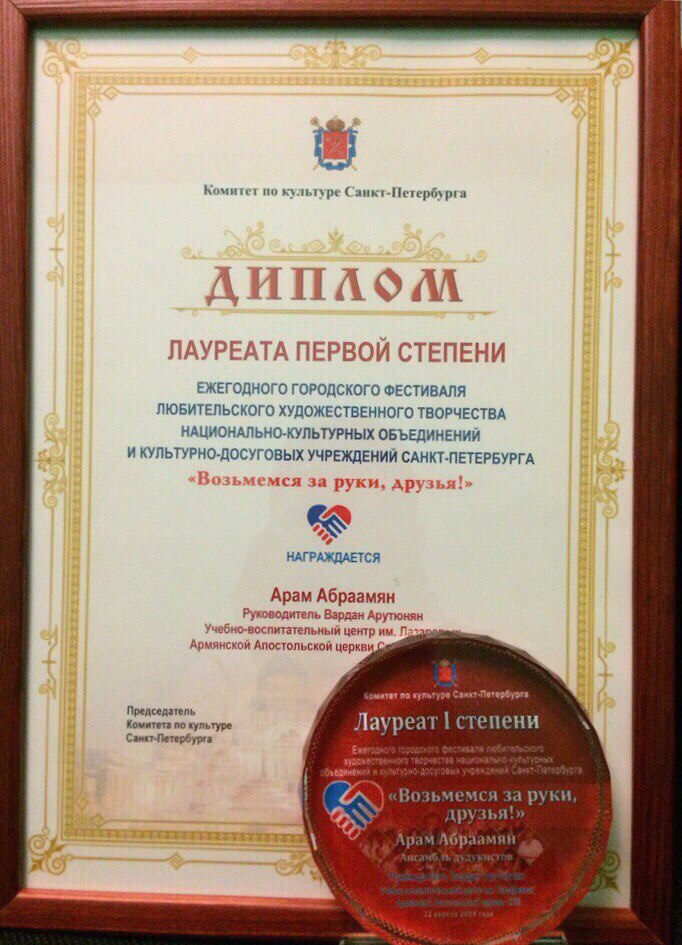 Комитет по культуре Санкт-Петербурга
ДИПЛОМ
ЛАУРЕАТА ПЕРВОЙ СТЕПЕНИ
ЕЖЕГОДНОГО ГОРОДСКОГО ФЕСТИВАЛЯ
ЛЮБИТЕЛЬСКОГО ХУДОЖЕСТВЕННОГО ТВОРЧЕСТВА
НАЦИОНАЛЬНО-КУЛЬТУРНЫХ ОБЪЕДИНЕНИЙ
И КУЛЬТУРНО-ДОСУГОВЫХ УЧРЕЖДЕНИЙ САНКТ-ПЕТЕРБУРГА
«Возьмемся за руки, друзья!»
НАГРАЖДАЕТСЯ
Арам Абраамян
Руководитель Вардан Арутюнян
Учебно-воспитательный центр им. Лазаревых
Армянской Апостольской церкви
Председатель
Комитета по культуре
Санкт-Петербурга
Комитет по культуре Санкт-Петербурга
Лауреат I степени
Ежегодного городского фестиваля любительского
художественного творчества национально-культурных
объединений и культурно-досуговых учреждений Санкт-Петербурга
«Возьмемся за руки,
друзья!»
Арам Абраамян
Ансамбль дудукистов